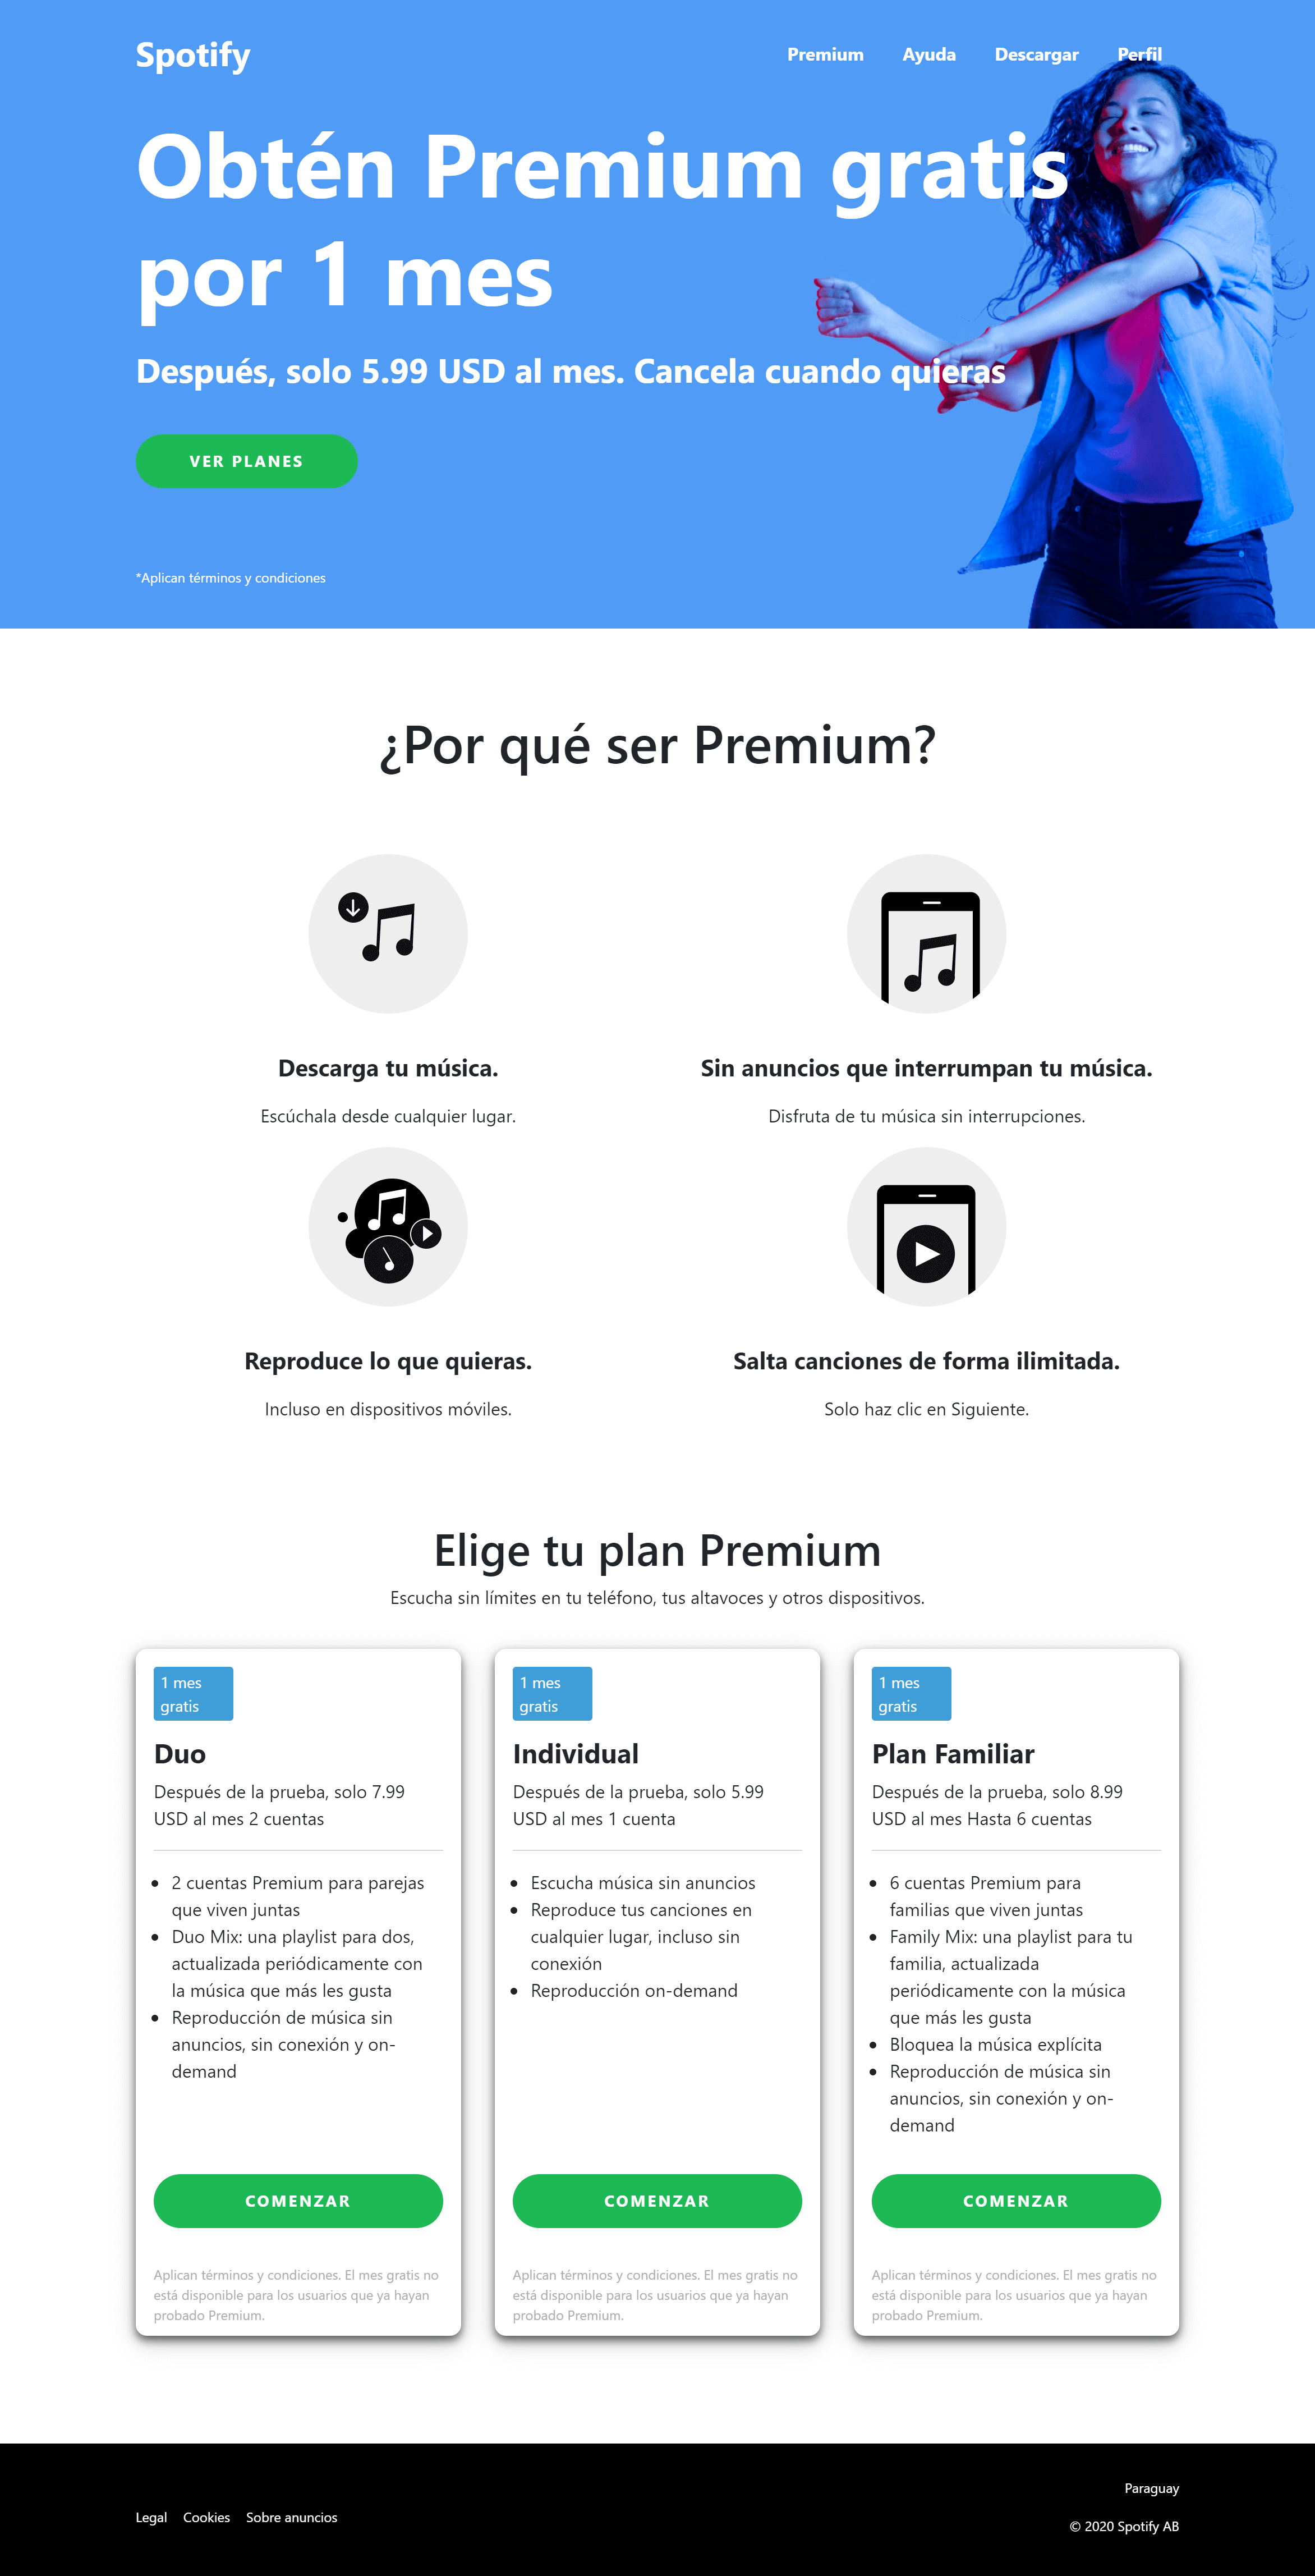 Spotify
Premium Ayuda Descargar Perfil
Obtén Premium gratis
por 1 mes
Después, solo 5.99 USD al mes. Cancela cuando quieras
VER PLANES
*Aplican términos y condiciones
¿Por qué ser Premium?
Descarga tu música.
Escúchala desde cualquier lugar.
Sin anuncios que interrumpan tu música.
Disfruta de tu música sin interrupciones.
Reproduce lo que quieras.
Incluso en dispositivos móviles.
Salta canciones de forma ilimitada.
Solo haz clic en Siguiente.
Elige tu plan Premium
Escucha sin límites en tu teléfono, tus altavoces y otros dispositivos.
1 mes
gratis
Duo
Después de la prueba, solo 7.99
USD al mes 2 cuentas
2 cuentas Premium para parejas
que viven juntas
Duo Mix: una playlist para dos,
actualizada periódicamente con
la música que más les gusta
Reproducción de música sin
anuncios, sin conexión y on-
demand
COMENZAR
Aplican términos y condiciones. El mes gratis no
está disponible para los usuarios que ya hayan
probado Premium.
1 mes
gratis
Individual
Después de la prueba, solo 5.99
USD al mes 1 cuenta
Escucha música sin anuncios
Reproduce tus canciones en
cualquier lugar, incluso sin
conexión
Reproducción on-demand
COMENZAR
Aplican términos y condiciones. El mes gratis no
está disponible para los usuarios que ya hayan
probado Premium.
1 mes
gratis
Plan Familiar
Después de la prueba, solo 8.99
USD al mes Hasta 6 cuentas
6 cuentas Premium para
familias que viven juntas
Family Mix: una playlist para tu
familia, actualizada
periódicamente con la música
que más les gusta
Bloquea la música explícita
Reproducción de música sin
anuncios, sin conexión y on-
demand
COMENZAR
Aplican términos y condiciones. El mes gratis no
está disponible para los usuarios que ya hayan
probado Premium.
Legal Cookies Sobre anuncios
Paraguay
© 2020 Spotify AB